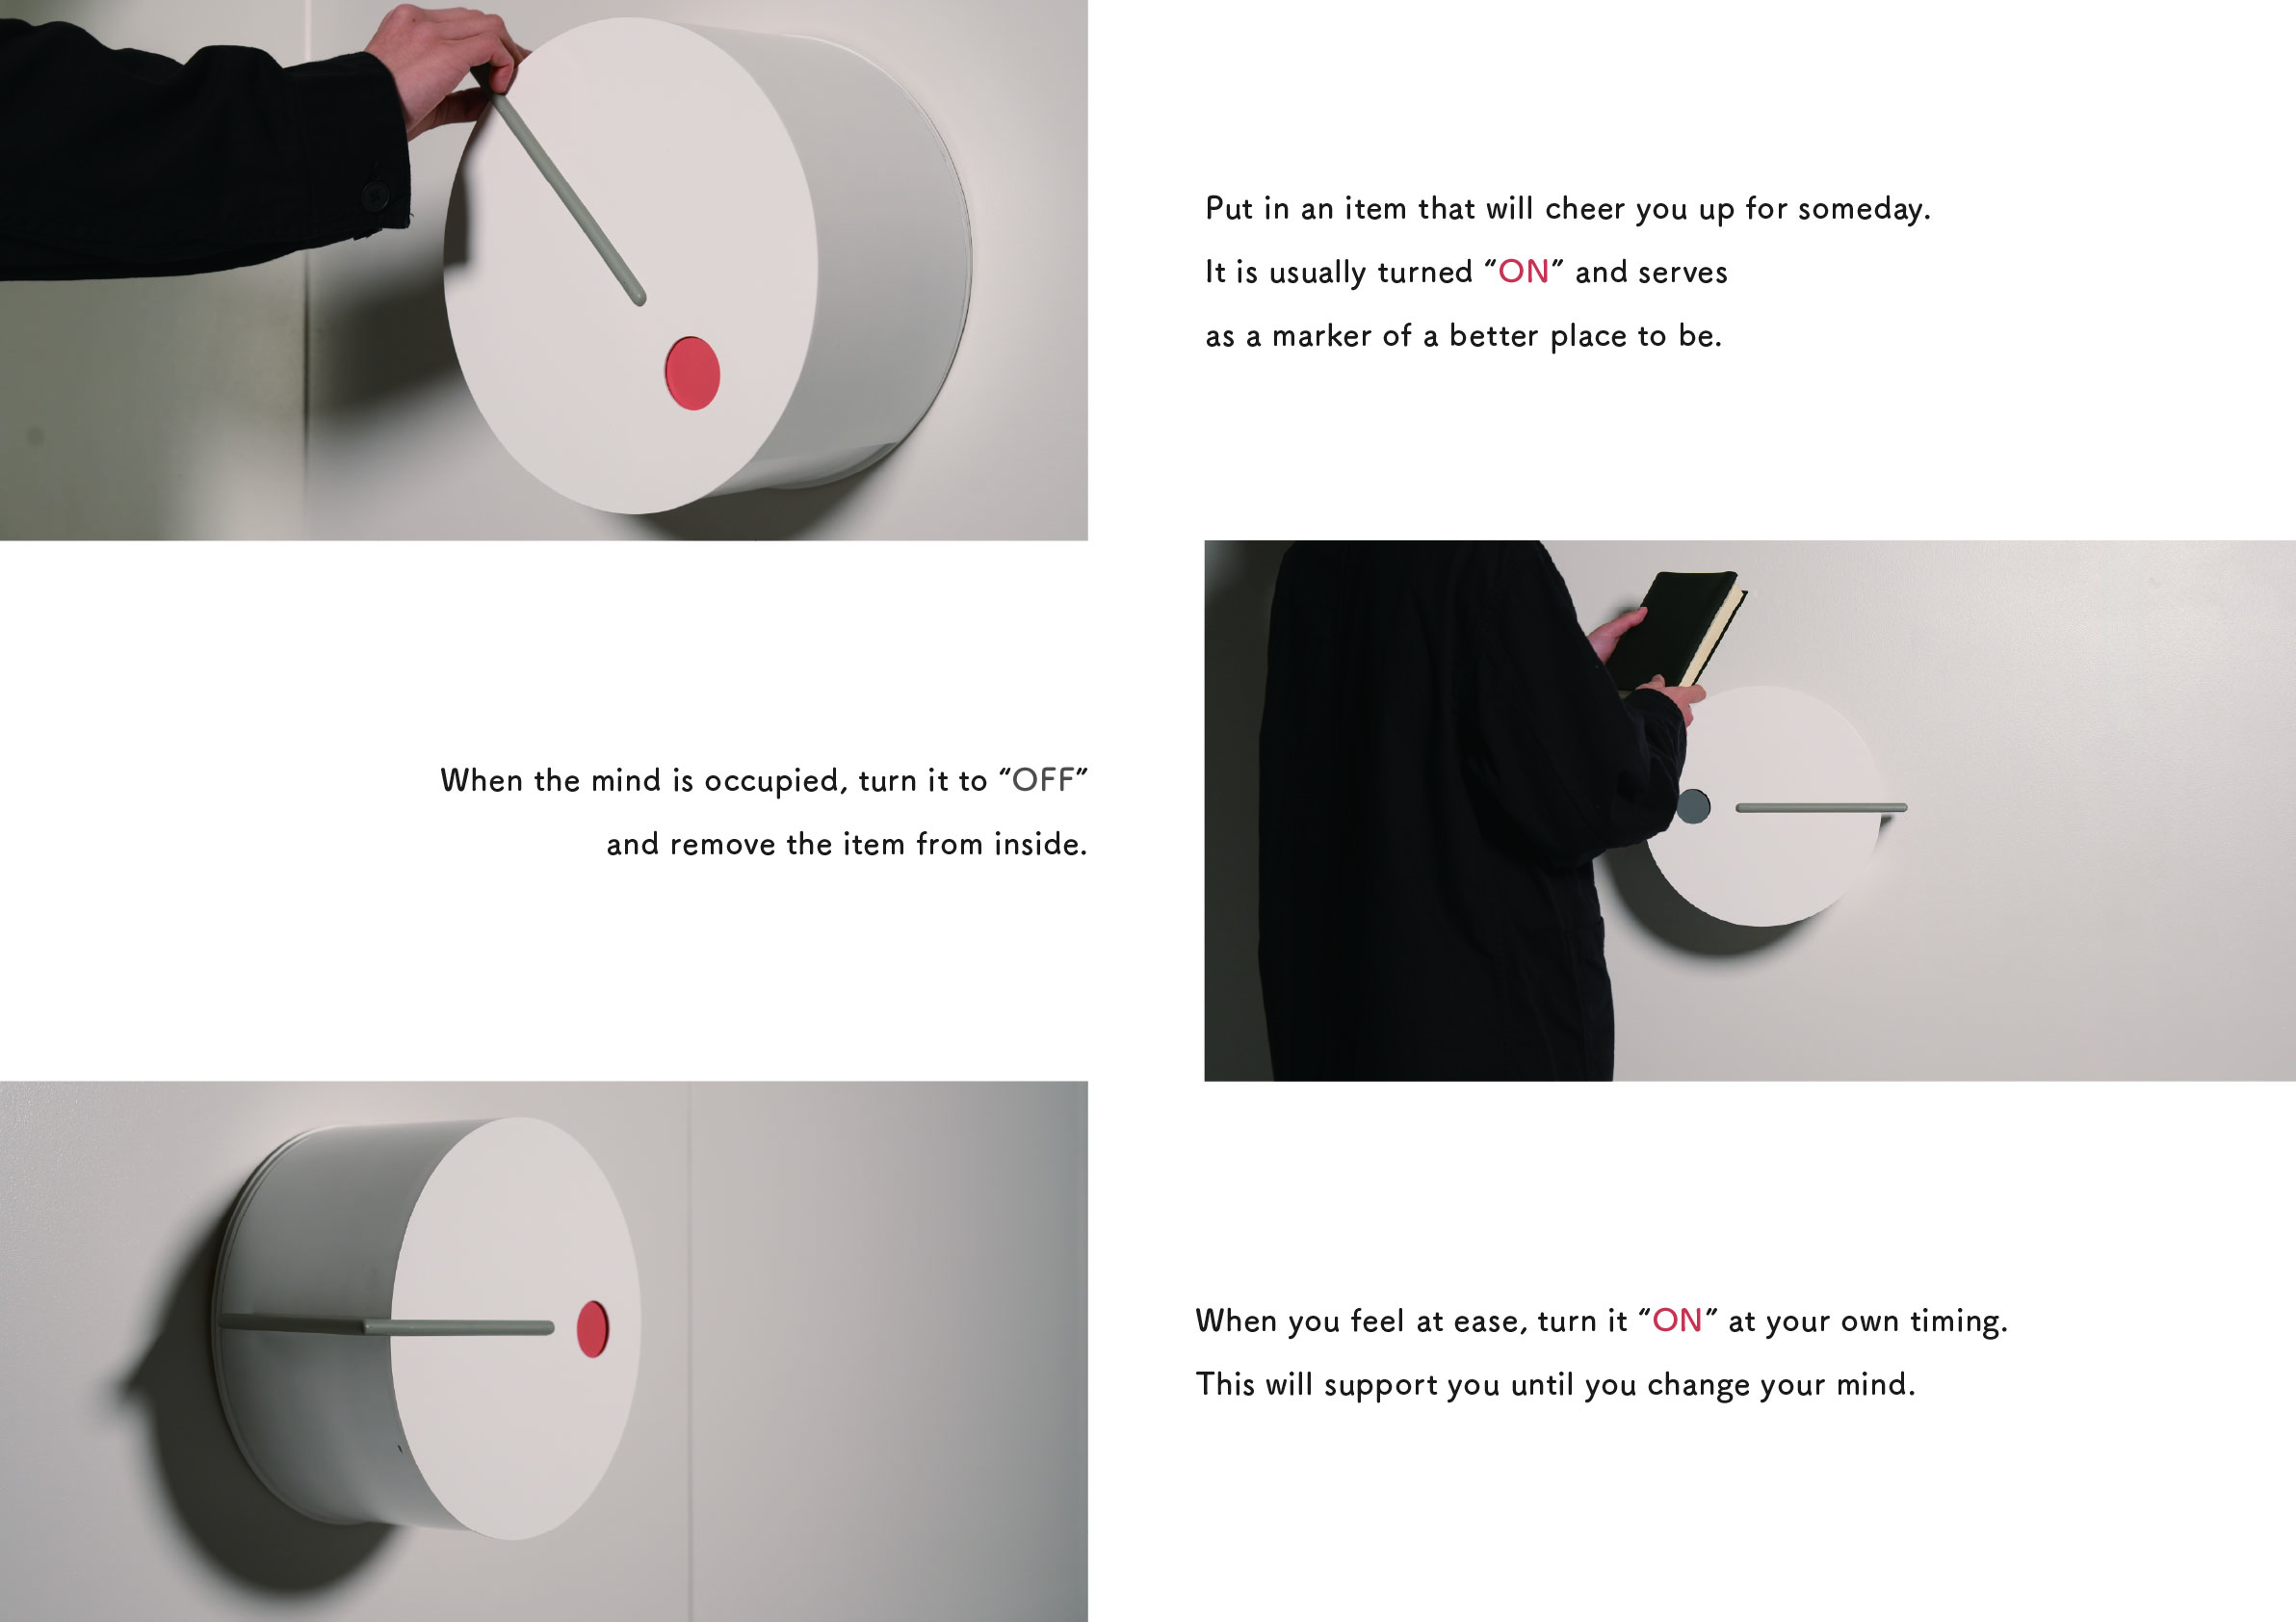 Put in an item that will cheer you up for someday.
It is usually turned “ON” and serves
as a marker of a better place to be.
When the mind is occupied, turn it to “OFF”
and remove the item from inside.
When you feel at ease, turn it “ON” at your own timing.
This will support you until you change your mind.